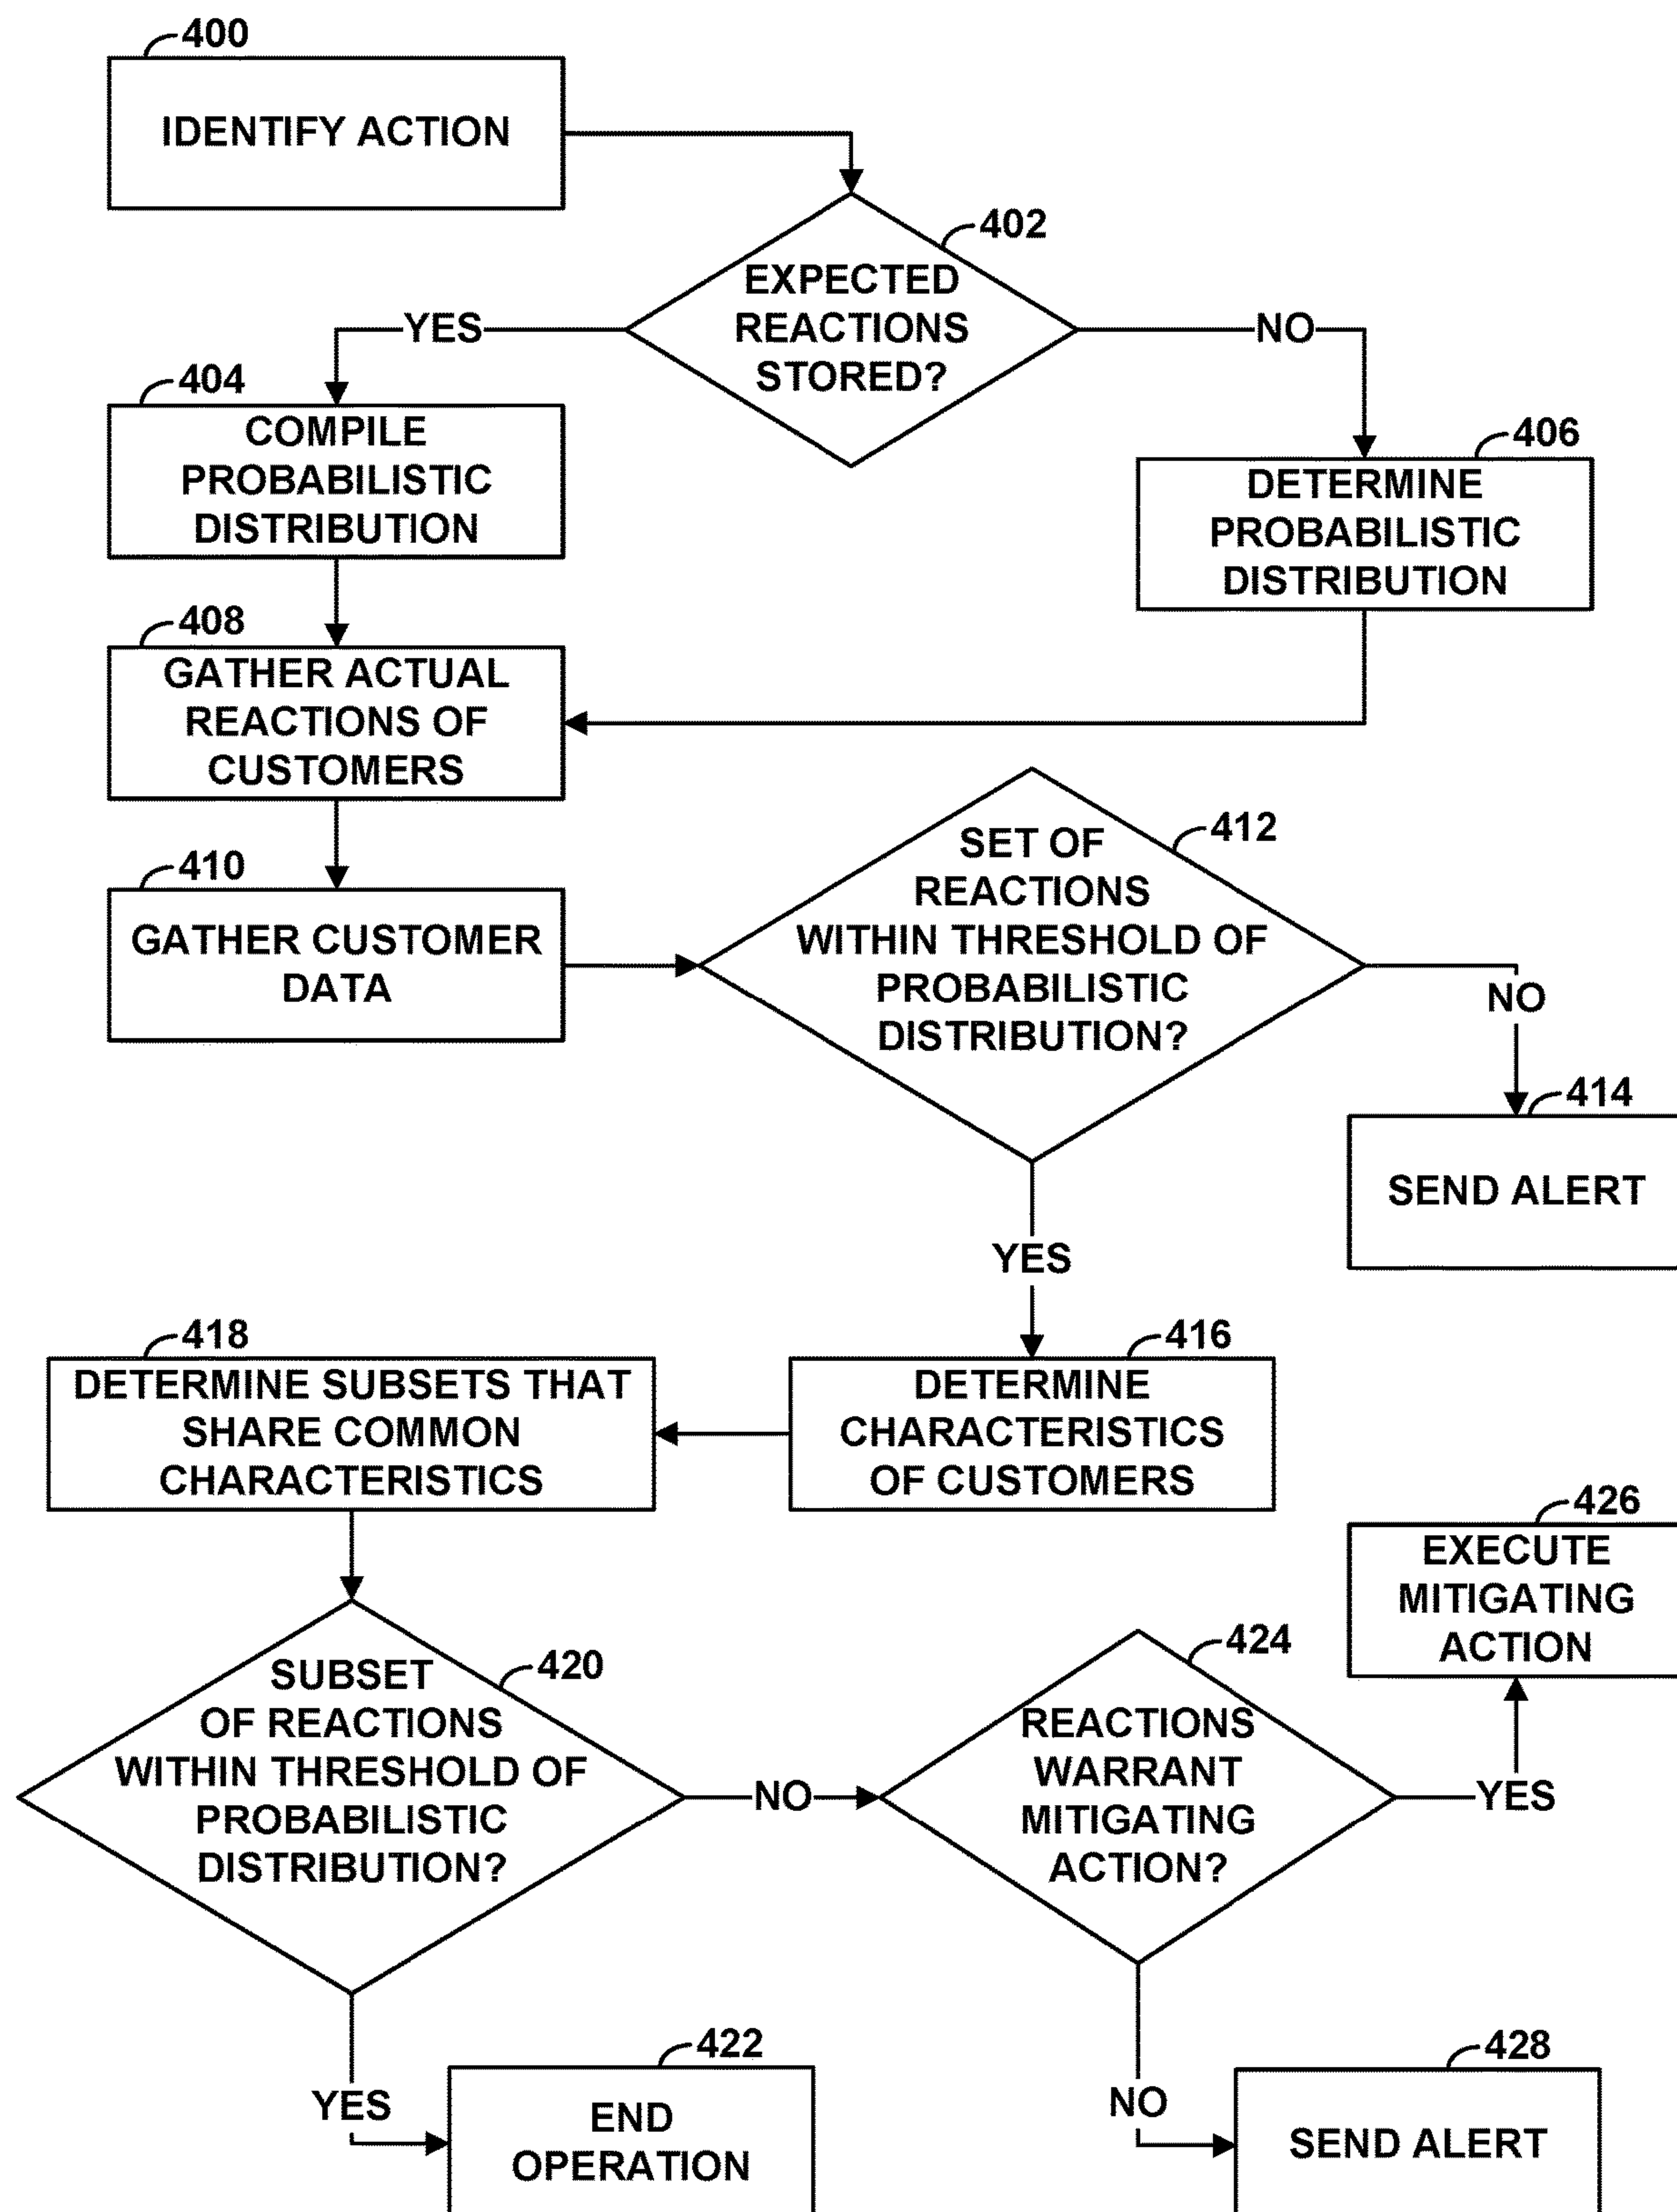 400
IDENTIFY ACTION
402
EXPECTED
REACTIONS
STORED?
YES
NO
404
COMPILE
PROBABILISTIC
DISTRIBUTION
406
DETERMINE
PROBABILISTIC
DISTRIBUTION
408
GATHER ACTUAL
REACTIONS OF
CUSTOMERS
410
GATHER CUSTOMER
DATA
412
SET OF
REACTIONS
WITHIN THRESHOLD OF
PROBABILISTIC
DISTRIBUTION?
NO
414
SEND ALERT
YES
416
DETERMINE
CHARACTERISTICS
OF CUSTOMERS
418
DETERMINE SUBSETS THAT
SHARE COMMON
CHARACTERISTICS
420
SUBSET
OF REACTIONS
WITHIN THRESHOLD OF
PROBABILISTIC
DISTRIBUTION?
NO
424
REACTIONS
WARRANT
MITIGATING
ACTION?
YES
426
EXECUTE
MITIGATING
ACTION
YES
422
END
OPERATION
NO
428
SEND ALERT